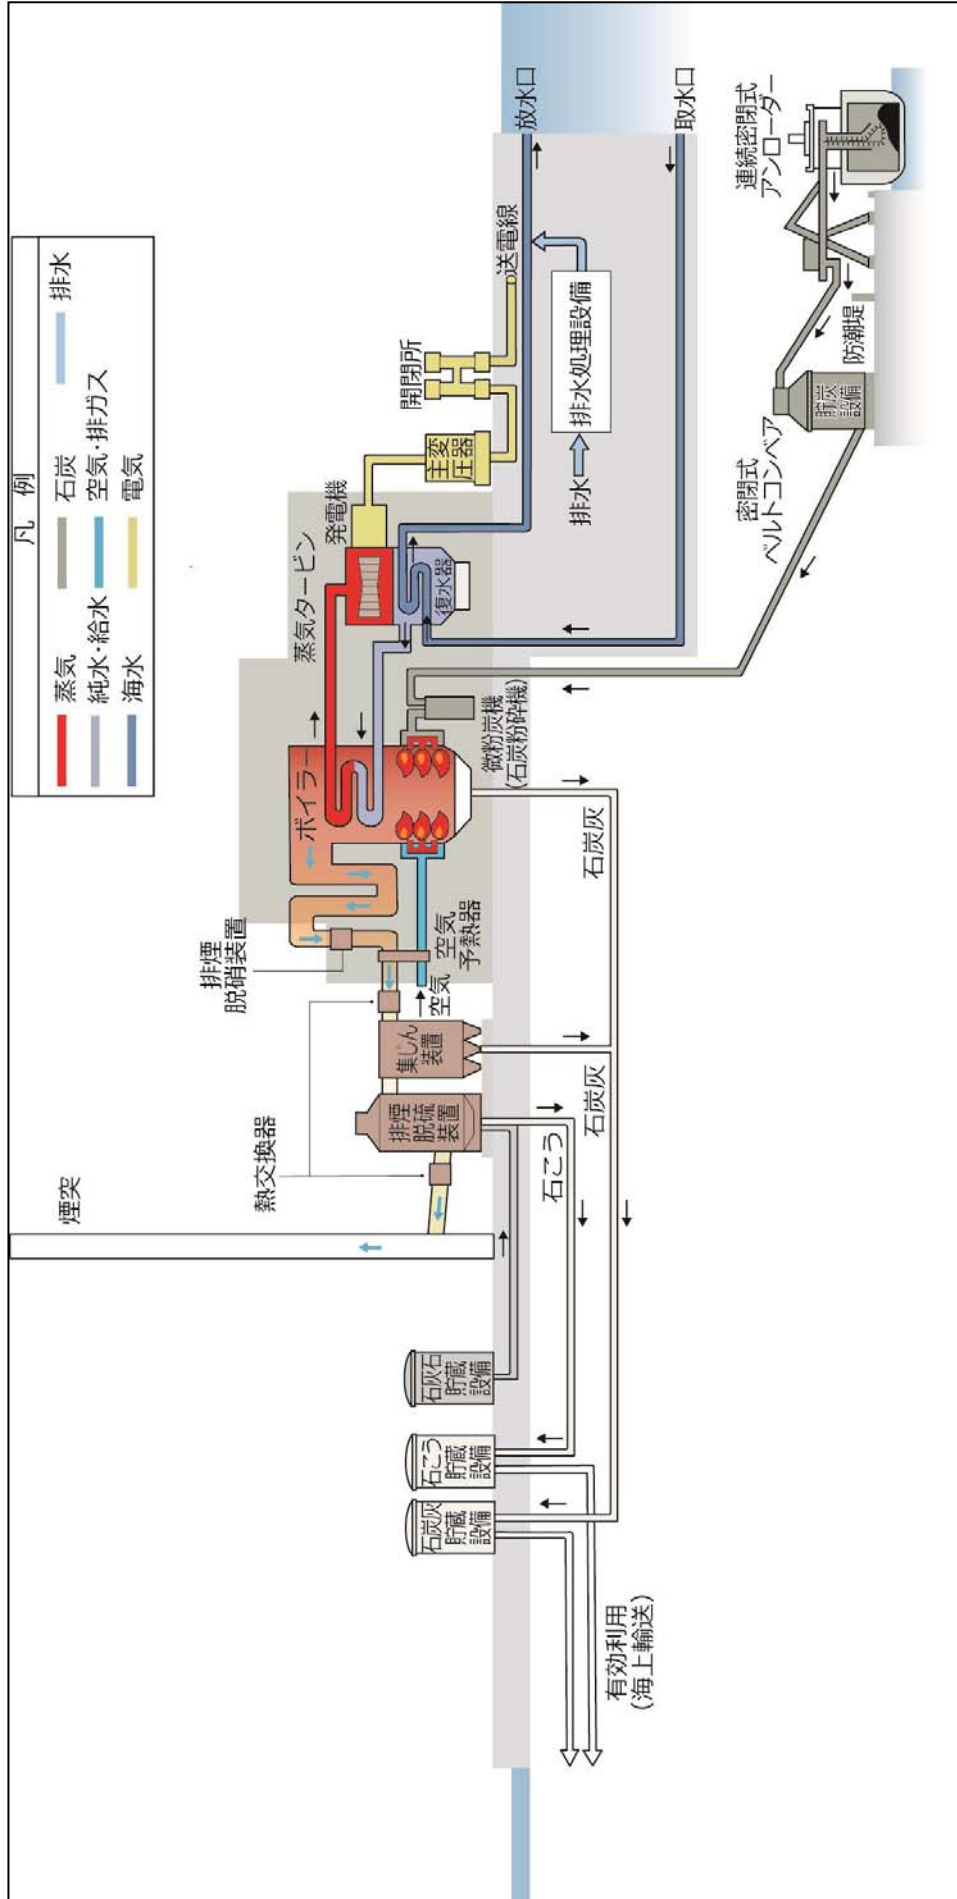 凡 例
蒸気
石炭
排水
純水・給水
空気・排ガス
海水
電気
煙突
熱交換器
排煙
脱硝装置
ボイラー
蒸気タービン
発電機
主変
圧器
開閉所
送電線
放水口
取水口
復水器
空気
予熱器
空気
集じん
装置
排煙
脱硫
装置
微粉炭機
(石炭粉砕機)
排水
排水処理設備
石灰石
貯蔵
設備
石こう
貯蔵
設備
石炭灰
貯蔵
設備
石こう
石炭灰
石炭灰
有効利用
(海上輸送)
密閉式
ベルトコンベア
貯炭
設備
防潮堤
連続密閉式
アンローダー